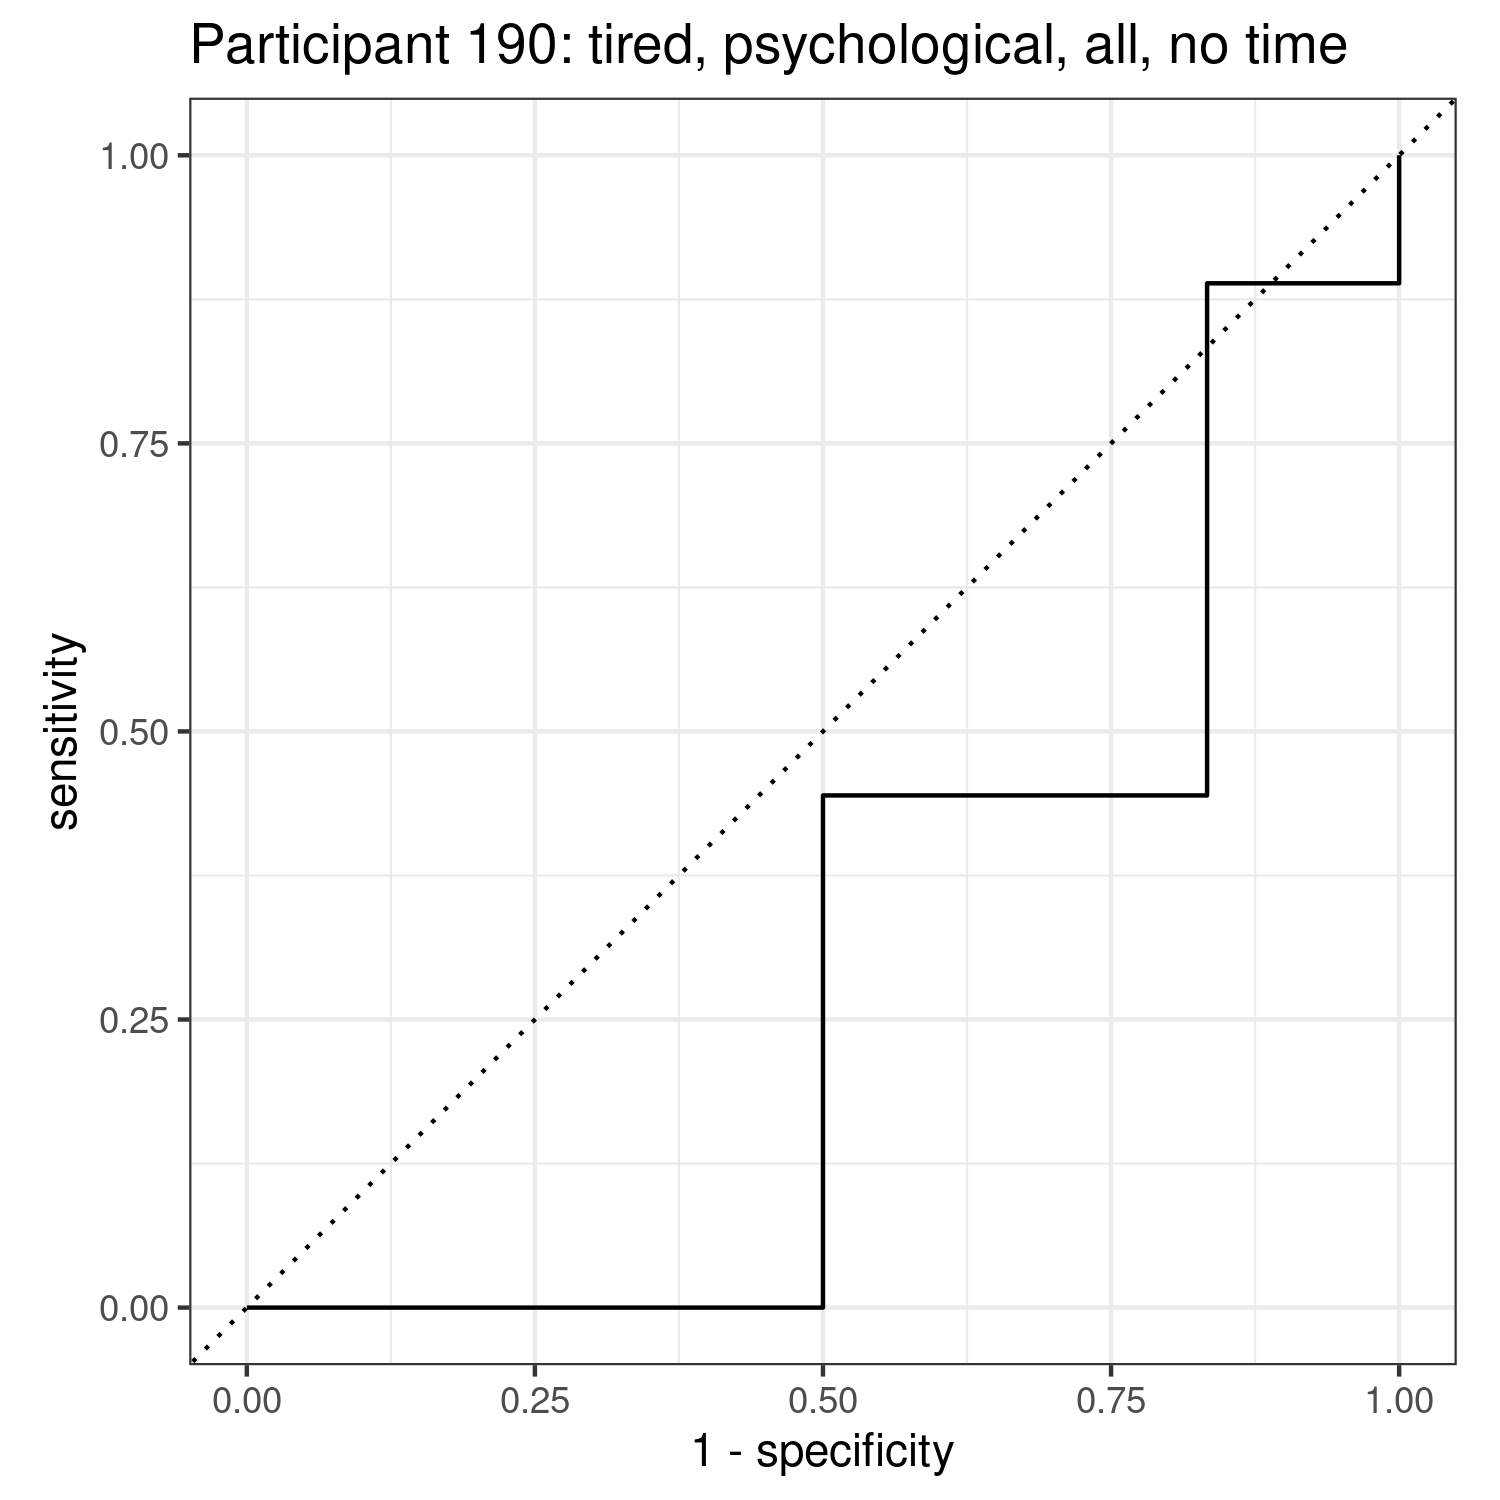 Participant 190: tired, psychological, all, no time
1.00
0.75
0.50
0.25
0.00
sensitivity
0.00 0.25 0.50 0.75 1.00
1 - specificity